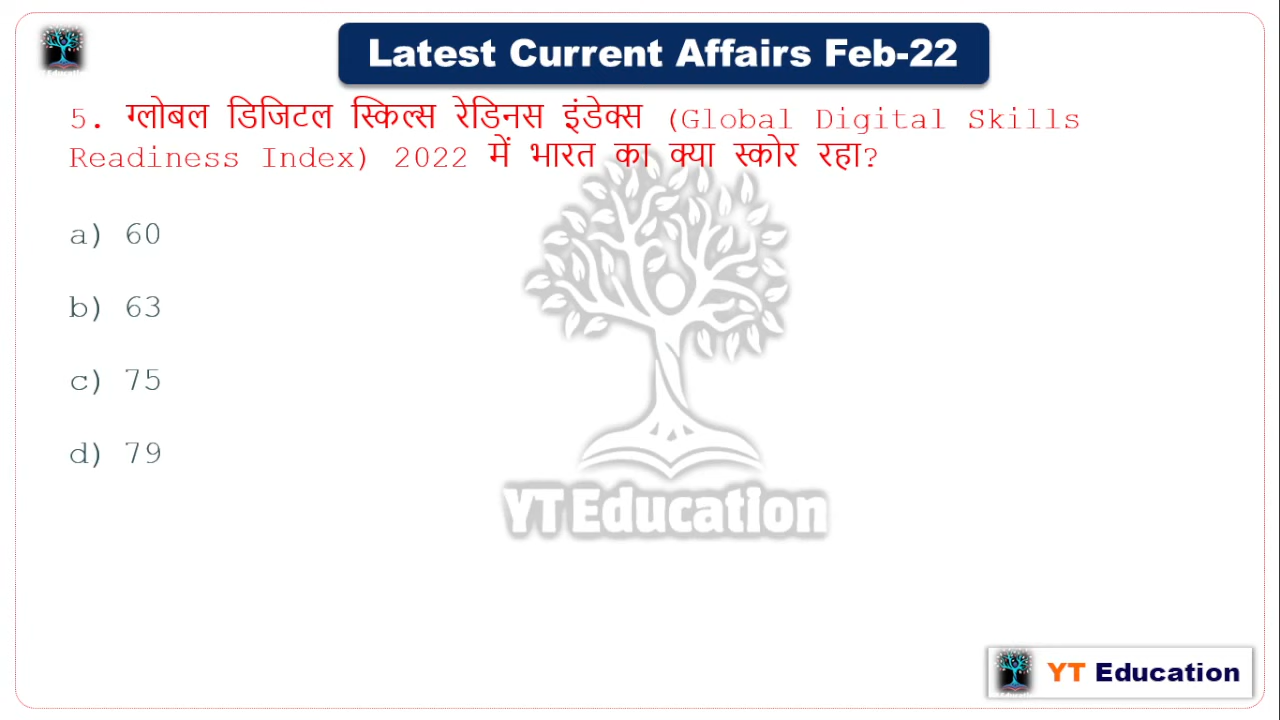 Latest Current Affairs Feb-22
5. ग्लोबल डिजिटल स्किल्स रेडिनस इंडेक्स (Global Digital Skills
Readiness Index) 2022 में भारत का क्या स्कोर रहा?
a) 60
b) 63
c) 75
d) 79
YT Education
YT Education